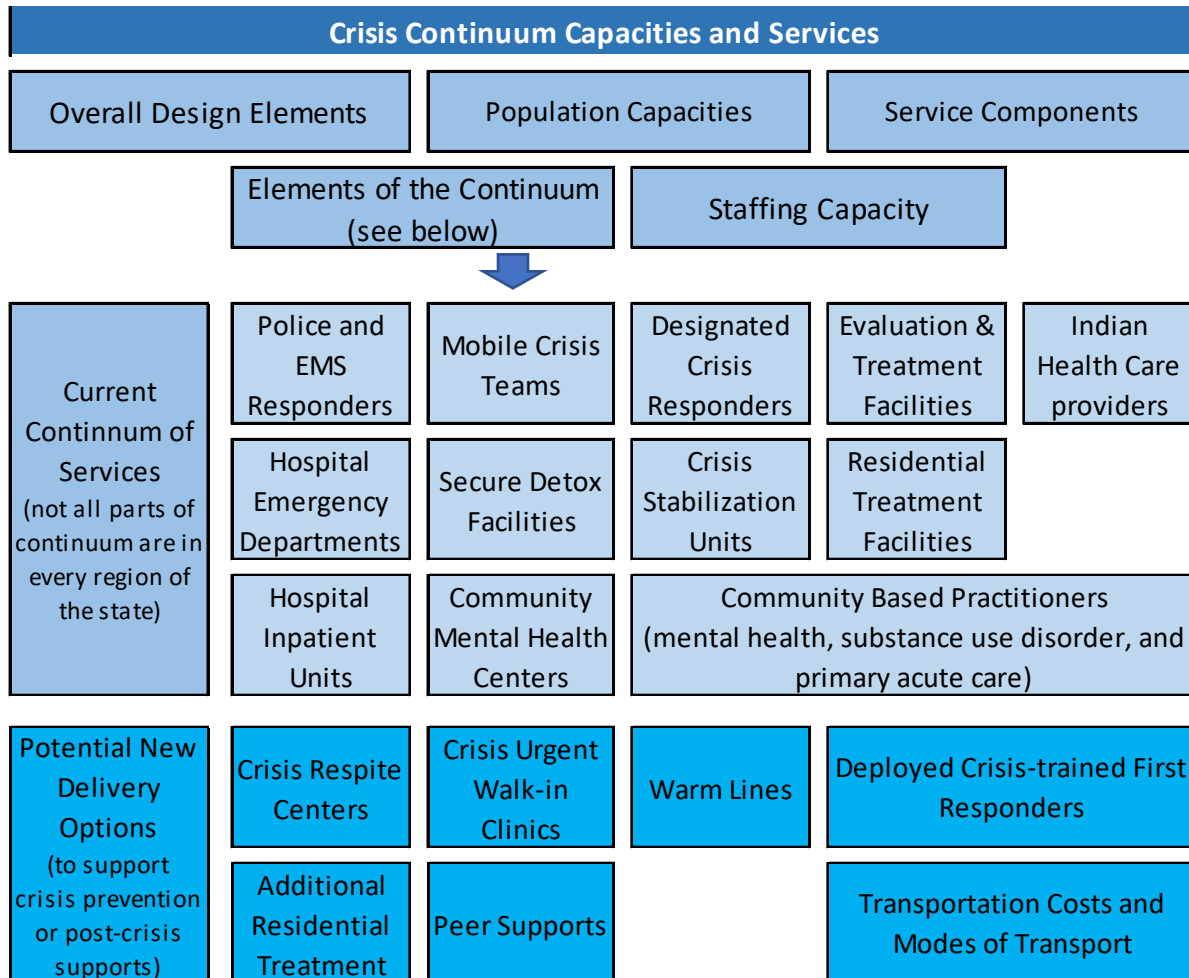 Crisis Continuum Capacities and Services
Overall Design Elements
Population Capacities
Service Components
Elements of the Continuum
(see below)
Staffing Capacity
Current
Continnum of
Services
(not all parts of
continuum are in
every region of
the state)
Police and
EMS
Responders
Mobile Crisis
Teams
Designated
Crisis
Responders
Evaluation &
Treatment
Facilities
Indian
Health Care
providers
Hospital
Emergency
Departments
Secure Detox
Facilities
Crisis
Stabilization
Units
Residential
Treatment
Facilities
Hospital
Inpatient
Units
Community
Mental Health
Centers
Community Based Practitioners
(mental health, substance use disorder, and
primary acute care)
Potential New
Delivery
Options
(to support
crisis prevention
or post-crisis
supports)
Crisis Respite
Centers
Crisis Urgent
Walk-in
Clinics
Warm Lines
Deployed Crisis-trained First
Responders
Additional
Residential
Treatment
Peer Supports
Transportation Costs and
Modes of Transport